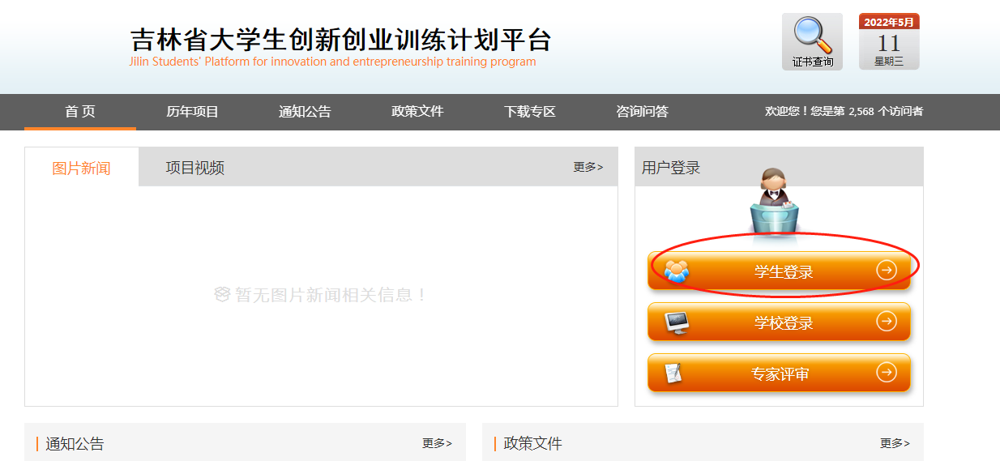 吉林省大学生创新创业训练计划平台
Jilin Students' Platform for innovation and entrepreneurship training program
证书查询
2022年5月
11
星期三
首 页 历年项目 通知公告 政策文件 下载专区 咨询问答 欢迎您！您是第 2,568 个访问者
图片新闻 项目视频 更多>
用户登录
暂无图片新闻相关信息！
学生登录
学校登录
专家评审
通知公告 更多>
政策文件 更多>